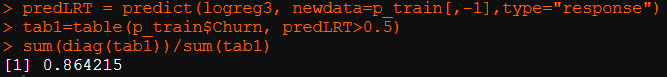 > predLRT = predict(logreg3, newdata=p_train[,-1],type="response")
> tab1=table(p_train$Churn, predLRT>0.5)
> sum(diag(tab1))/sum(tab1)
[1] 0.864215